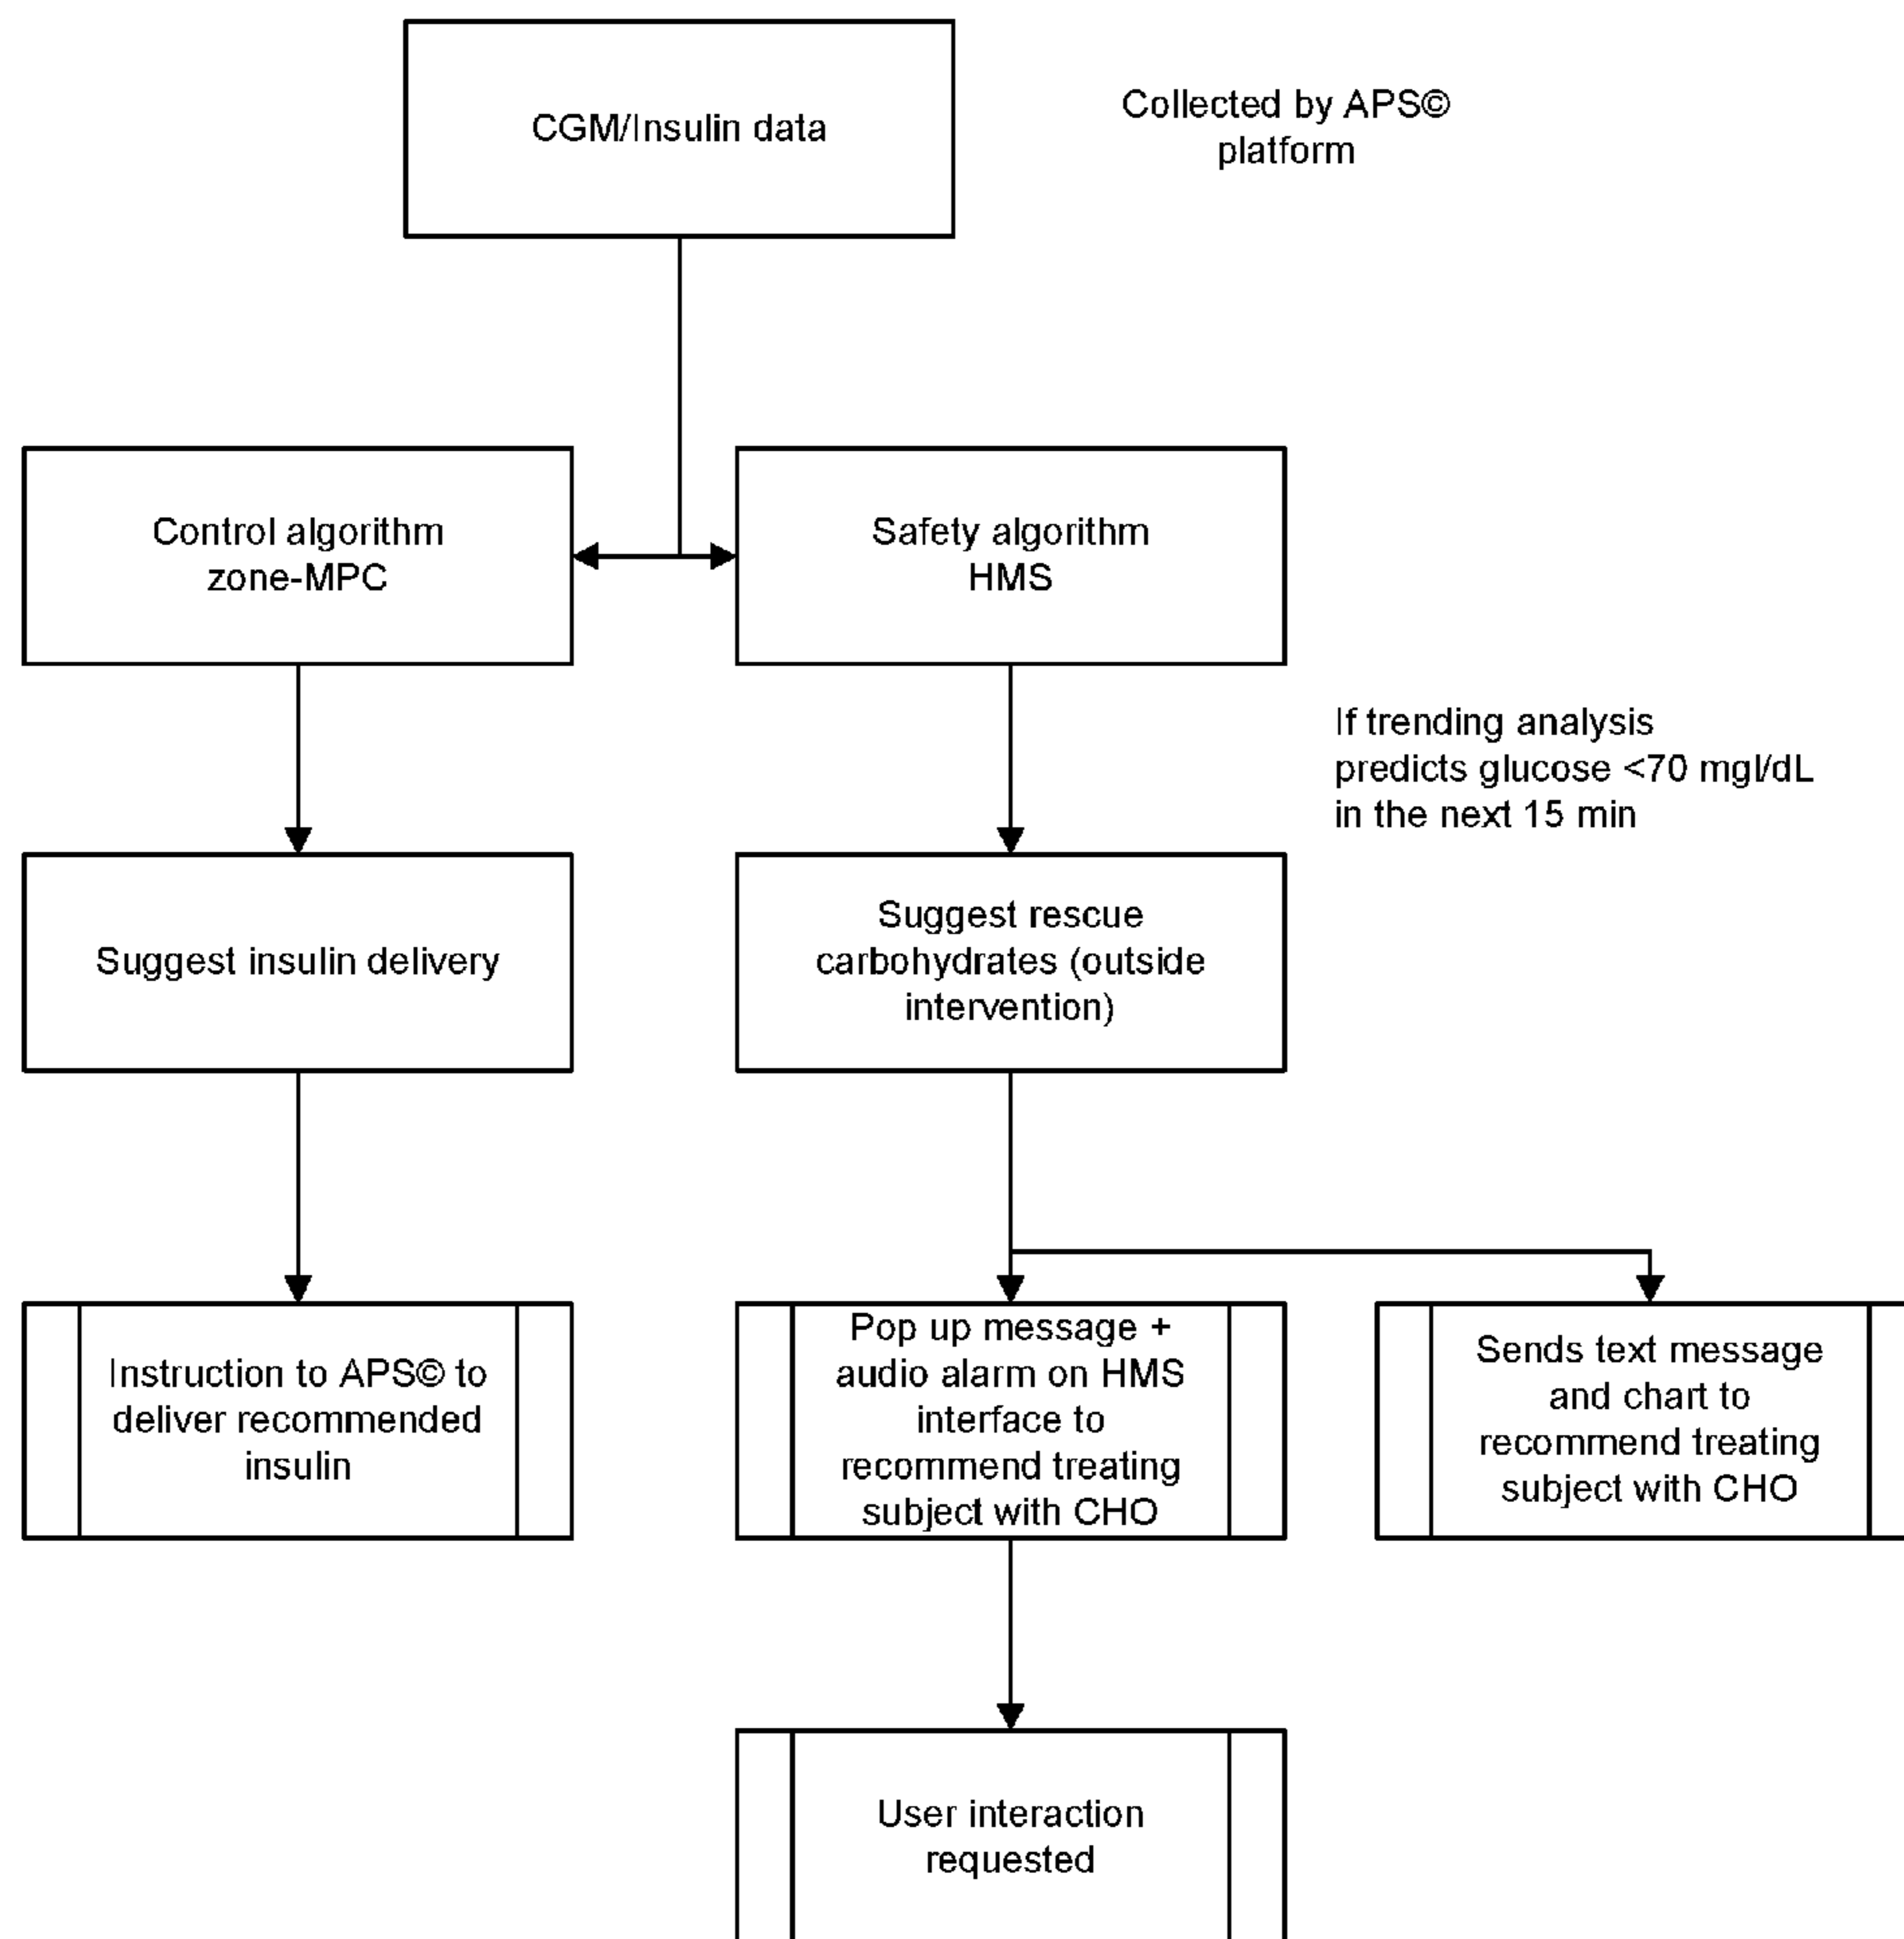 CGM/Insulin data
Collected by APS©
platform
Control algorithm
zone-MPC
Safety algorithm
HMS
If trending analysis
predicts glucose <70 mgl/dL
in the next 15 min
Suggest insulin delivery
Suggest rescue
carbohydrates (outside
intervention)
Instruction to APS© to
deliver recommended
insulin
Pop up message +
audio alarm on HMS
interface to
recommend treating
subject with CHO
Sends text message
and chart to
recommend treating
subject with CHO
User interaction
requested